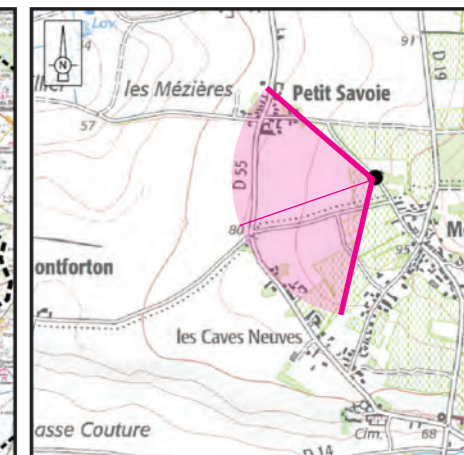 Lav.
4
N
91
les Mézières
Petit Savoie
D 19
57
D 55
80
95
M
ontforton
les Caves Neuves
asse Couture
Cim.
68
D 14